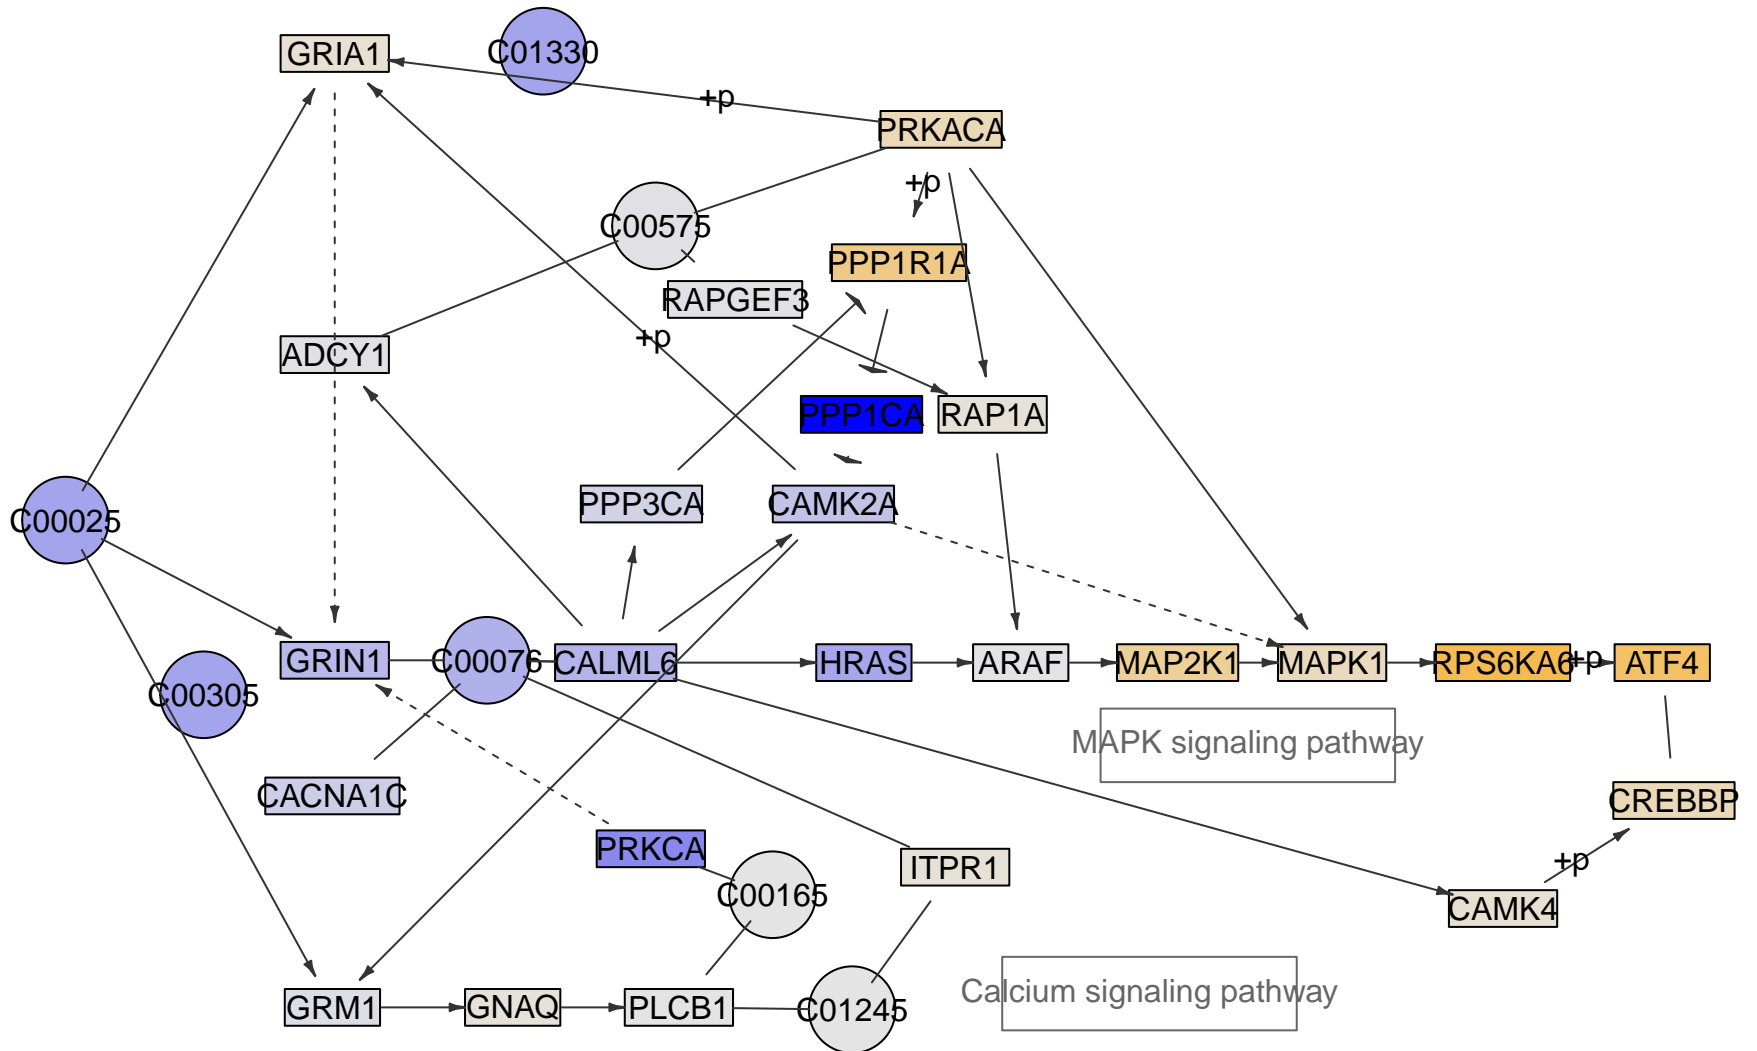 GRIA1
C01330
+p
PRKACA
+p
C00575
PPP1R1A
RAPGEF3
+p
ADCY1
PPP1CA
RAP1A
PPP3CA
CAMK2A
C00025
GRIN1
C00076
CALML6
HRAS
ARAF
MAP2K1
MAPK1
RPS6KA6
+p
ATF4
C00305
MAPK signaling pathway
CACNA1C
CREBBP
PRKCA
ITPR1
+p
C00165
CAMK4
Calcium signaling pathway
GRM1
GNAQ
PLCB1
C01245